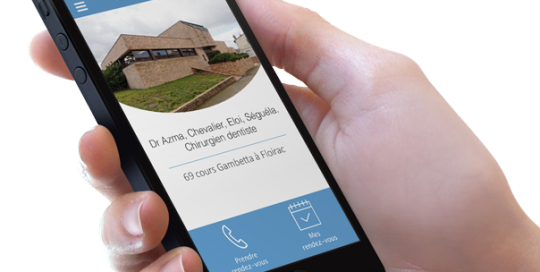 Dr Azma, Chevalier, Eloi, Séguéla.
Chirurgien dentiste
69 cours Gambetta à Floirac
Prendre
rendez-vous
Mes
rendez-vous